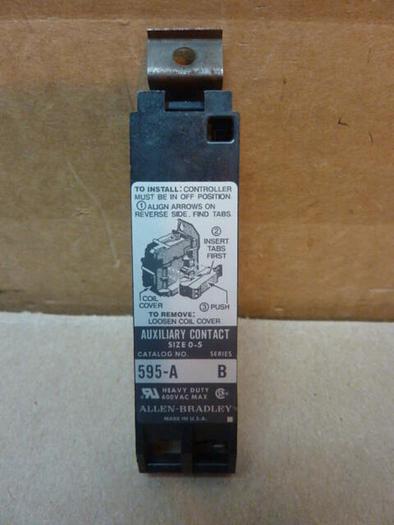 TO INSTALL: CONTROLLER
MUST BE IN OFF POSITION
① ALIGN ARROWS ON
REVERSE SIDE. FIND TABS.
②
INSERT
TABS
FIRST
COIL
COVER
③ PUSH
TO REMOVE:
LOOSEN COIL COVER
AUXILIARY CONTACT
SIZE 0-5
CATALOG NO. SERIES
595-A B
HEAVY DUTY
600VAC MAX
ALLEN-BRADLEY
MADE IN U.S.A.